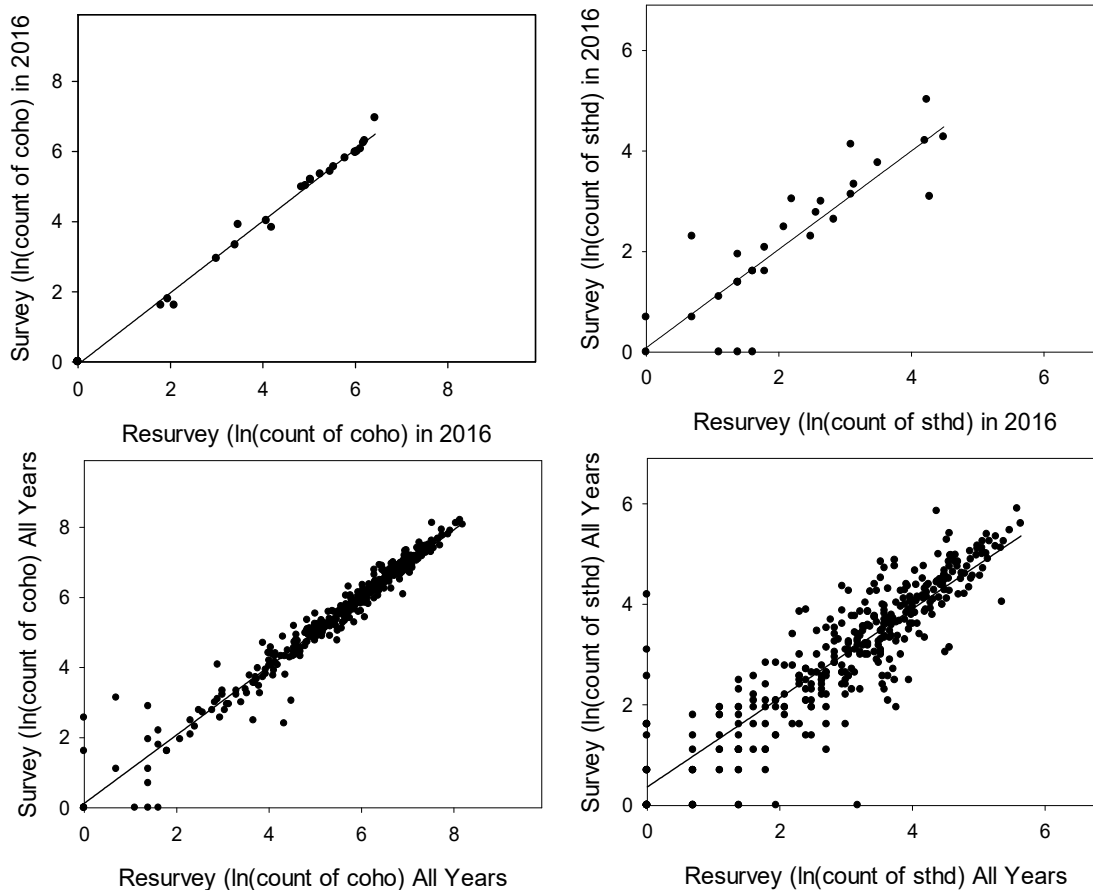 Survey (ln(count of coho) in 2016
8
6
4
2
0
0 2 4 6 8
Resurvey (ln(count of coho) in 2016
Survey (ln(count of sthd) in 2016
6
4
2
0
0 2 4 6
Resurvey (ln(count of sthd) in 2016
Survey (ln(count of coho) All Years
8
6
4
2
0
0 2 4 6 8
Resurvey (ln(count of coho) All Years
Survey (ln(count of sthd) All Years
6
4
2
0
0 2 4 6
Resurvey (ln(count of sthd) All Years